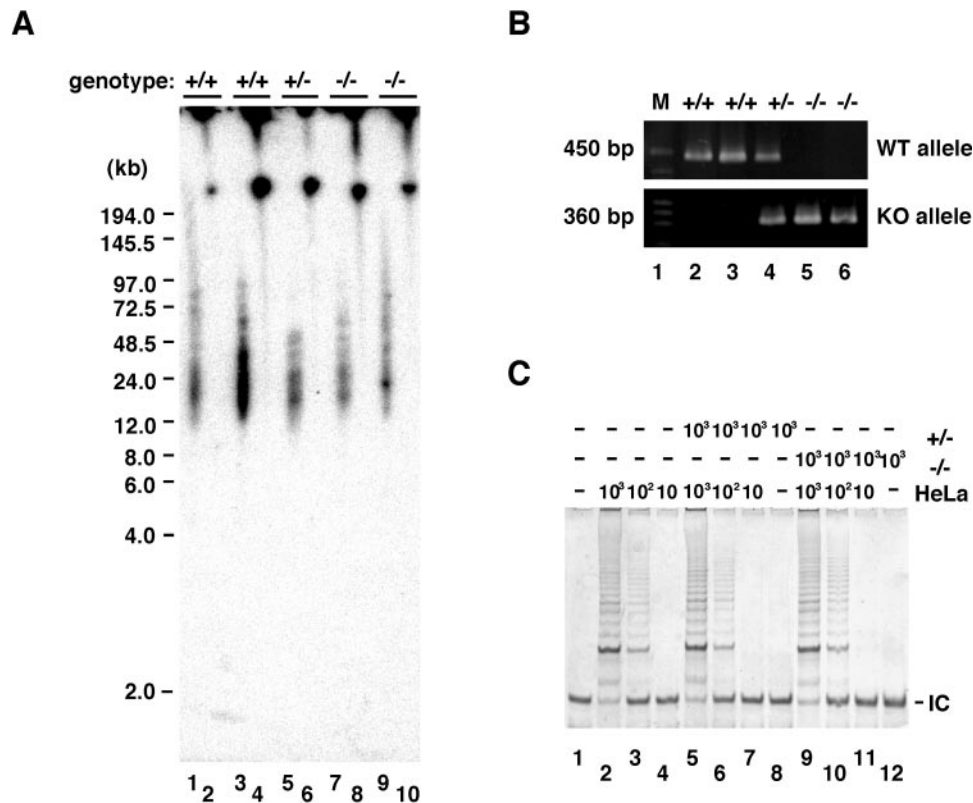 A
genotype: +/+ +/+ +/- -/- -/-
(kb)
194.0
145.5
97.0
72.5
48.5
24.0
12.0
8.0
6.0
4.0
2.0
1 2 3 4 5 6 7 8 9 10
B
M +/+ +/+ +/- -/- -/-
450 bp WT allele
360 bp KO allele
1 2 3 4 5 6
C
- - - - 10³ 10³ 10³ 10³ - - - - +/-
- - - - - - - - 10³ 10³ 10³ 10³ -/-
- 10³ 10² 10 10³ 10² 10 - 10³ 10² 10 - HeLa
- IC
1 2 3 4 5 6 7 8 9 10 11 12